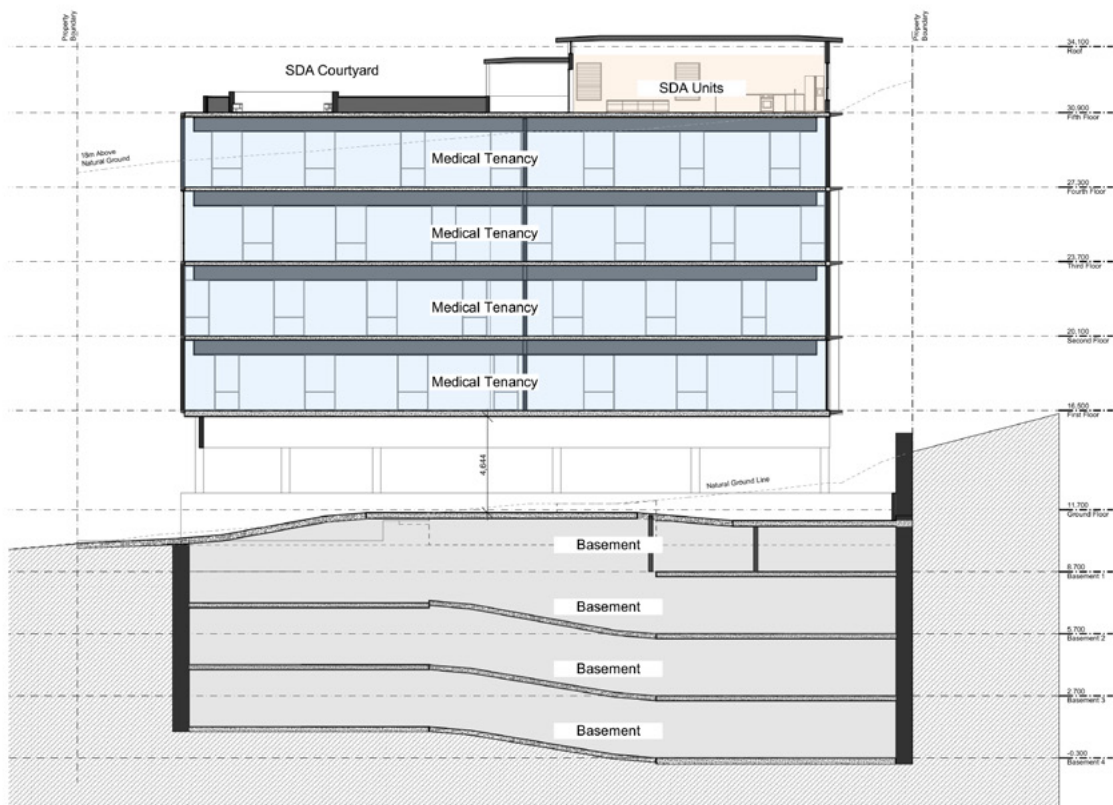 Property
Boundary
Property
Boundary
34,100
Roof
SDA Courtyard
SDA Units
30,900
Fifth Floor
18m Above
Natural Ground
Medical Tenancy
27,300
Fourth Floor
Medical Tenancy
23,700
Third Floor
Medical Tenancy
20,100
Second Floor
Medical Tenancy
16,500
First Floor
4,644
Natural Ground Line
11,700
Ground Floor
Basement
8,700
Basement 1
Basement
5,700
Basement 2
Basement
2,700
Basement 3
Basement
-0,300
Basement 4